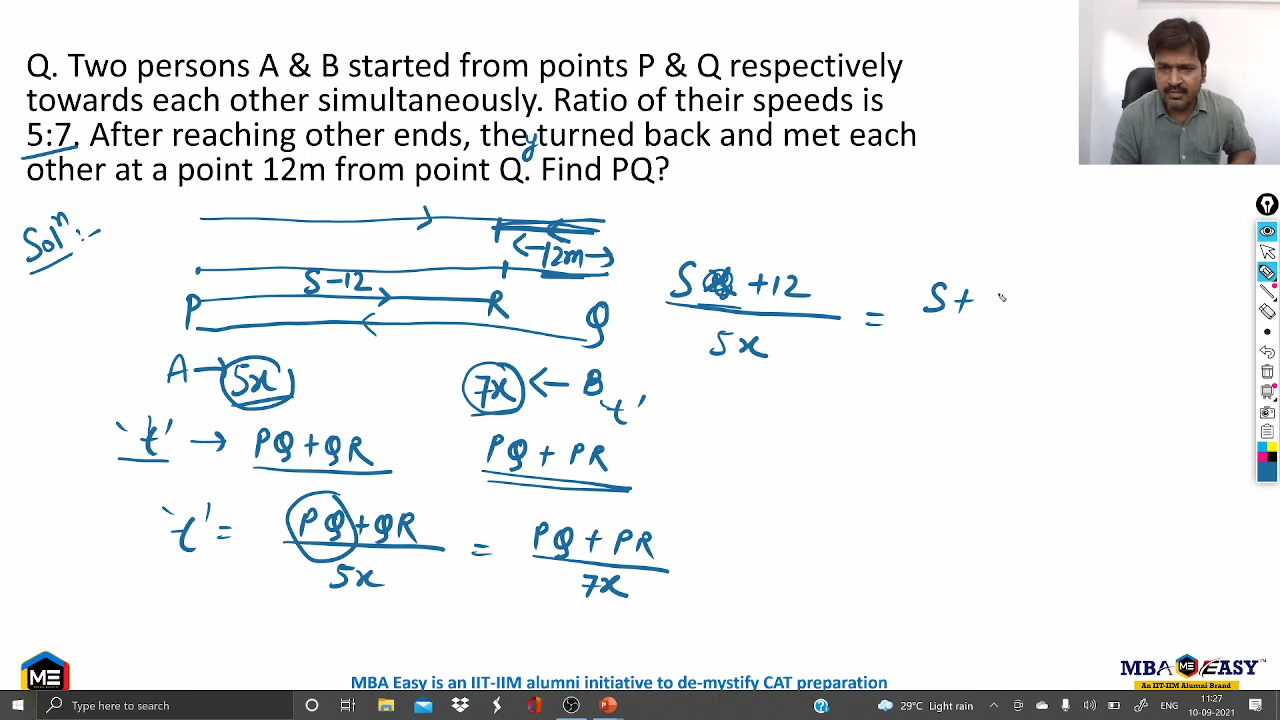 Q. Two persons A & B started from points P & Q respectively
towards each other simultaneously. Ratio of their speeds is
5:7. After reaching other ends, they turned back and met each
other at a point 12m from point Q. Find PQ?
Solⁿ:-
12m
S-12
P R Q
A → 5x 7x ← B
't' → PQ + QR PQ + PR 't'
't' = PQ + QR / 5x = PQ + PR / 7x
S + 12 / 5x = S +
ME
MBA Easy is an IIT-IIM alumni initiative to de-mystify CAT preparation
MBA ME EASY
An IIT-IIM Alumni Brand
Type here to search
29°C Light rain
ENG
11:27
10-09-2021